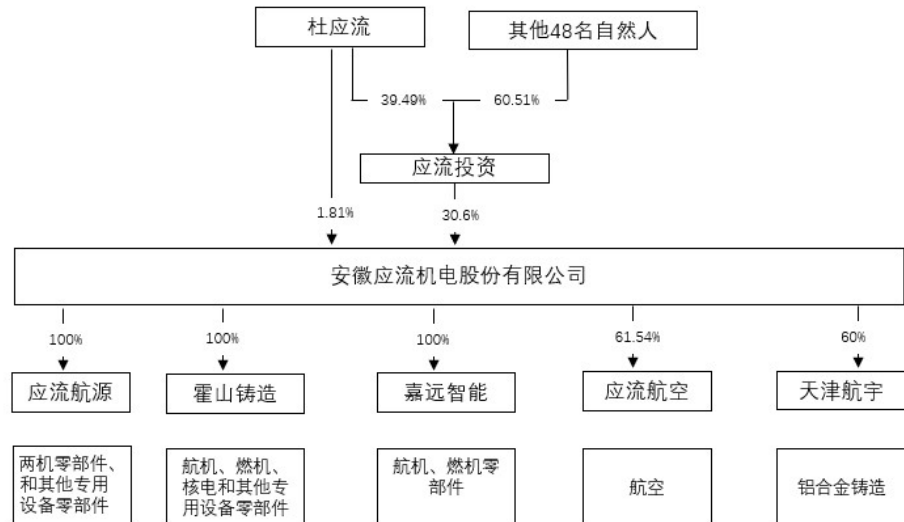 杜应流
其他48名自然人
39.49%
60.51%
应流投资
1.81%
30.6%
安徽应流机电股份有限公司
100%
100%
100%
61.54%
60%
应流航源
霍山铸造
嘉远智能
应流航空
天津航宇
两机零部件、
和其他专用
设备零部件
航机、燃机、
核电和其他专
用设备零部件
航机、燃机零
部件
航空
铝合金铸造